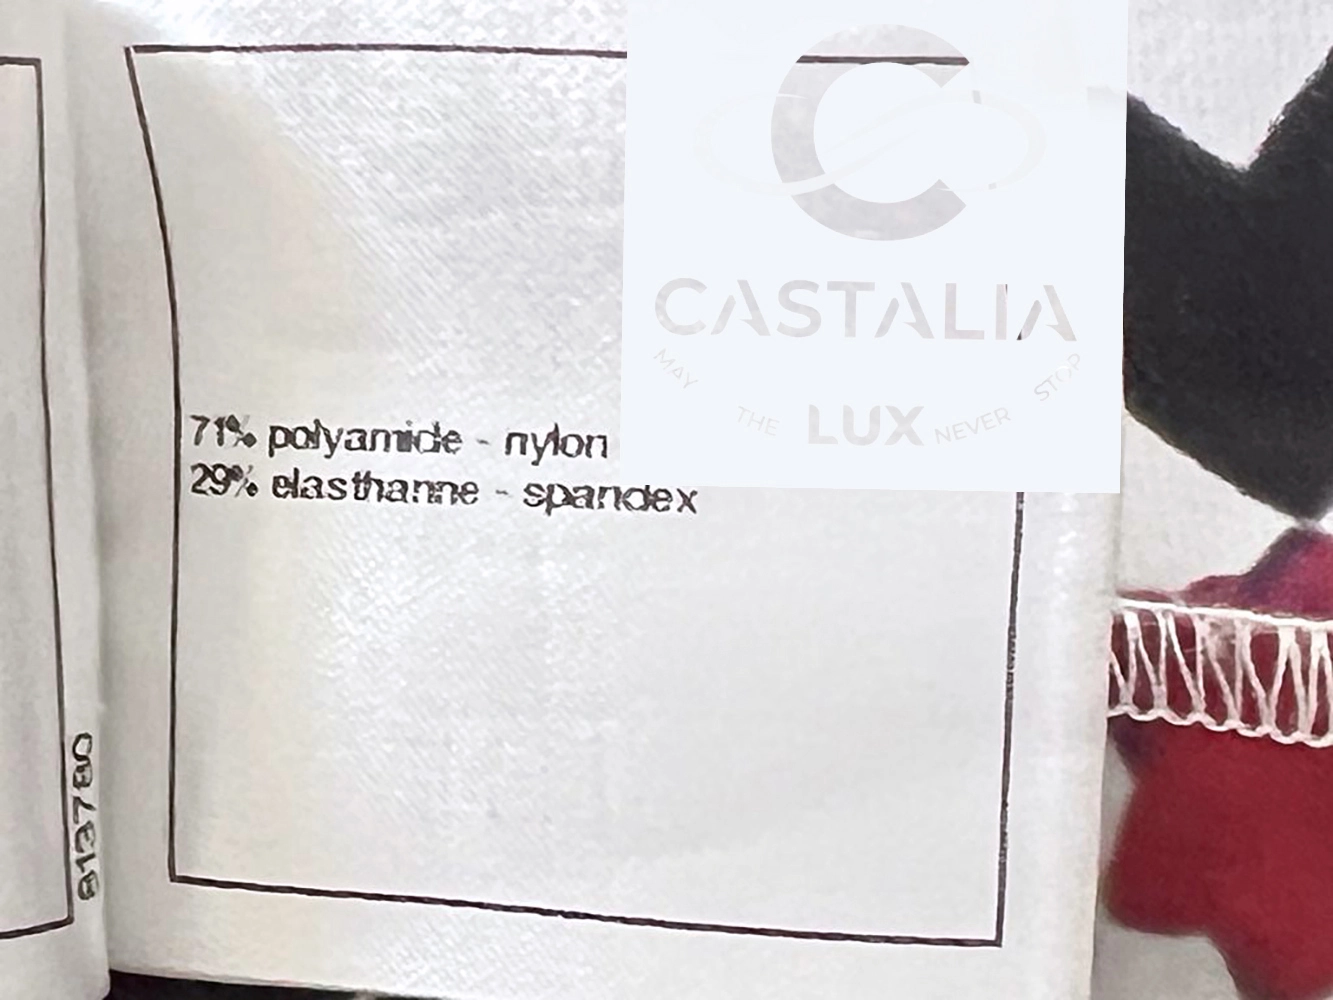 71% polyamide - nylon
29% elasthanne - spandex
813780
CASTALIA
MAY THE LUX NEVER STOP